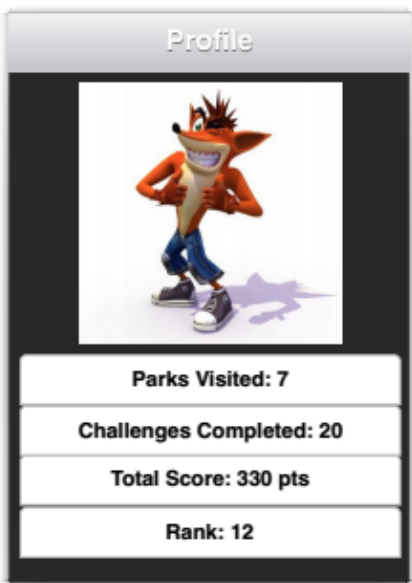 Profile
Parks Visited: 7
Challenges Completed: 20
Total Score: 330 pts
Rank: 12